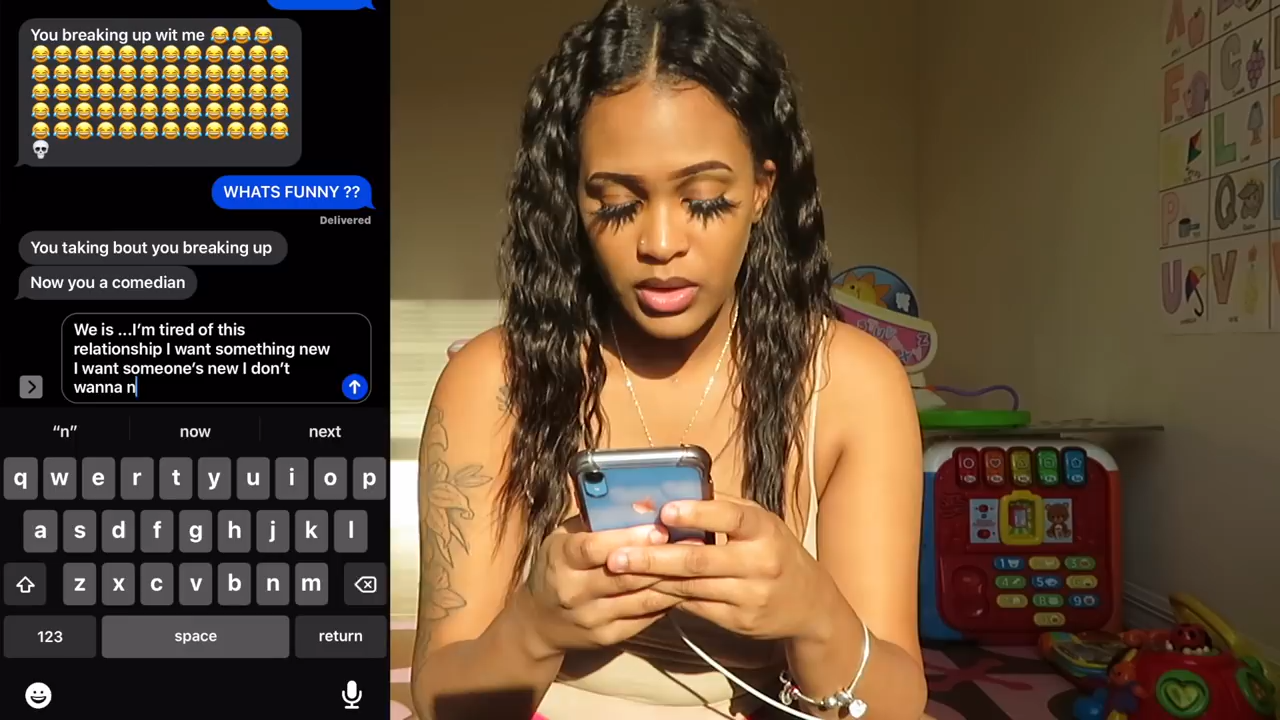 You breaking up wit me 😂😂😂
😂😂😂😂😂😂😂😂😂😂😂😂
😂😂😂😂😂😂😂😂😂😂😂😂
😂😂😂😂😂😂😂😂😂😂😂😂
😂😂😂😂😂😂😂😂😂😂😂😂
😂😂😂😂😂😂😂😂😂😂😂😂
💀
WHATS FUNNY ??
Delivered
You taking bout you breaking up
Now you a comedian
We is ...I'm tired of this
relationship I want something new
I want someone's new I don't
wanna n
"n" now next
q w e r t y u i o p
a s d f g h j k l
z x c v b n m
123 space return
F
L
P Q
U V